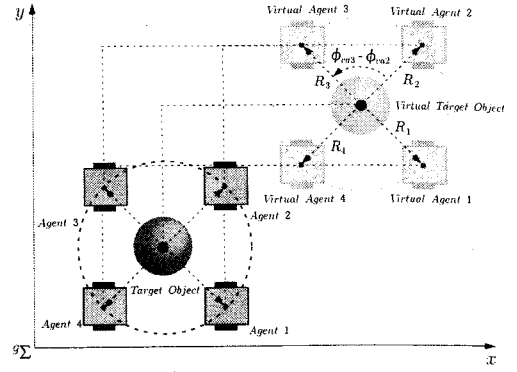 y
Virtual Agent 3
Virtual Agent 2
ϕva3 - ϕva2
R3
R2
Virtual Target Object
R1
R4
Virtual Agent 4
Virtual Agent 1
Agent 3
Agent 2
Target Object
Agent 4
Agent 1
gΣ
x